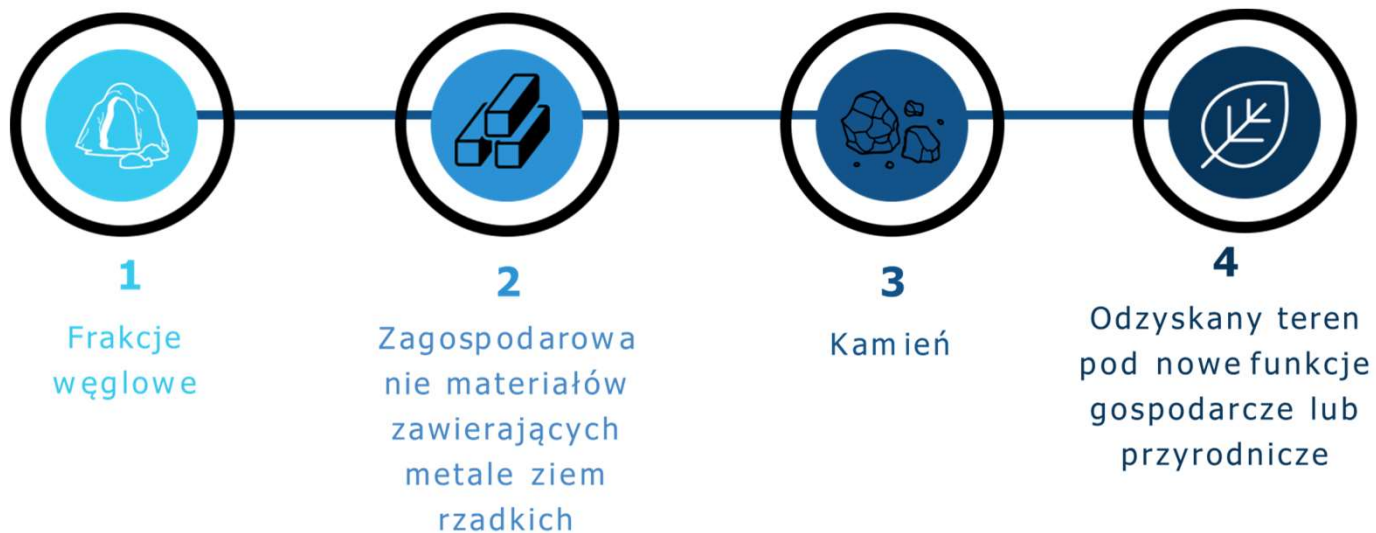 1
Frakcje
węglowe
2
Zagospodarowa
nie materiałów
zawierających
metale ziem
rzadkich
3
Kamień
4
Odzyskany teren
pod nowe funkcje
gospodarcze lub
przyrodnicze